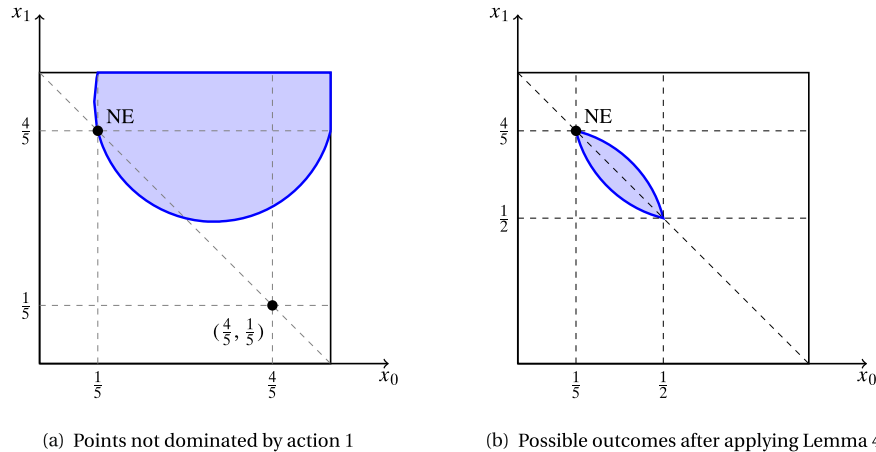 x₁
NE
4/5
1/5
(4/5, 1/5)
1/5
4/5
x₀
(a) Points not dominated by action 1
x₁
NE
4/5
1/2
1/5
1/2
x₀
(b) Possible outcomes after applying Lemma 4